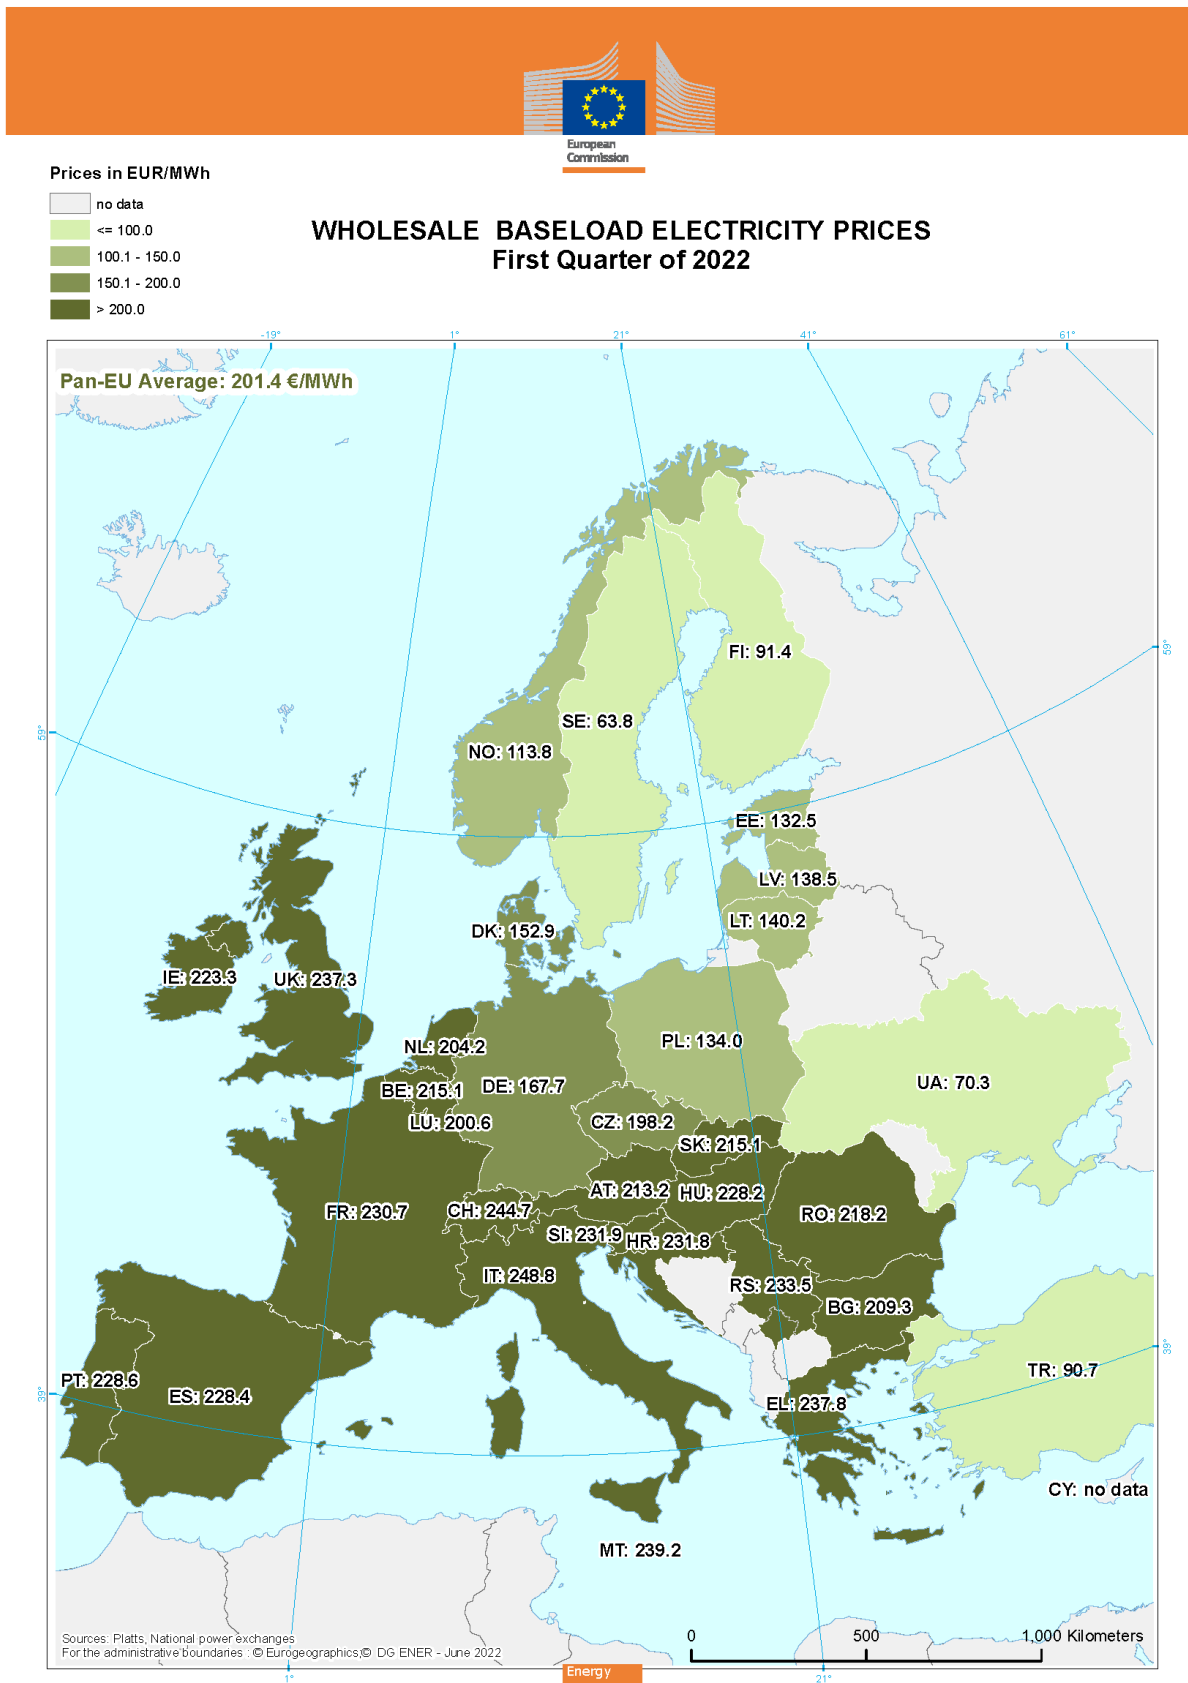 European
Commission
Prices in EUR/MWh
no data
<= 100.0
100.1 - 150.0
150.1 - 200.0
> 200.0
WHOLESALE BASELOAD ELECTRICITY PRICES
First Quarter of 2022
-19°
1°
21°
41°
61°
Pan-EU Average: 201.4 €/MWh
59°
FI: 91.4
SE: 63.8
59°
NO: 113.8
EE: 132.5
LV: 138.5
LT: 140.2
DK: 152.9
IE: 223.3
UK: 237.3
PL: 134.0
NL: 204.2
UA: 70.3
DE: 167.7
BE: 215.1
LU: 200.6
CZ: 198.2
SK: 215.1
AT: 213.2
HU: 228.2
FR: 230.7
CH: 244.7
RO: 218.2
SI: 231.9
HR: 231.8
IT: 248.8
RS: 233.5
BG: 209.3
39°
TR: 90.7
PT: 228.6
39°
ES: 228.4
EL: 237.8
CY: no data
MT: 239.2
Sources: Platts, National power exchanges
For the administrative boundaries : © Eurogeographics,© DG ENER - June 2022
0
500
1,000 Kilometers
Energy
1°
21°